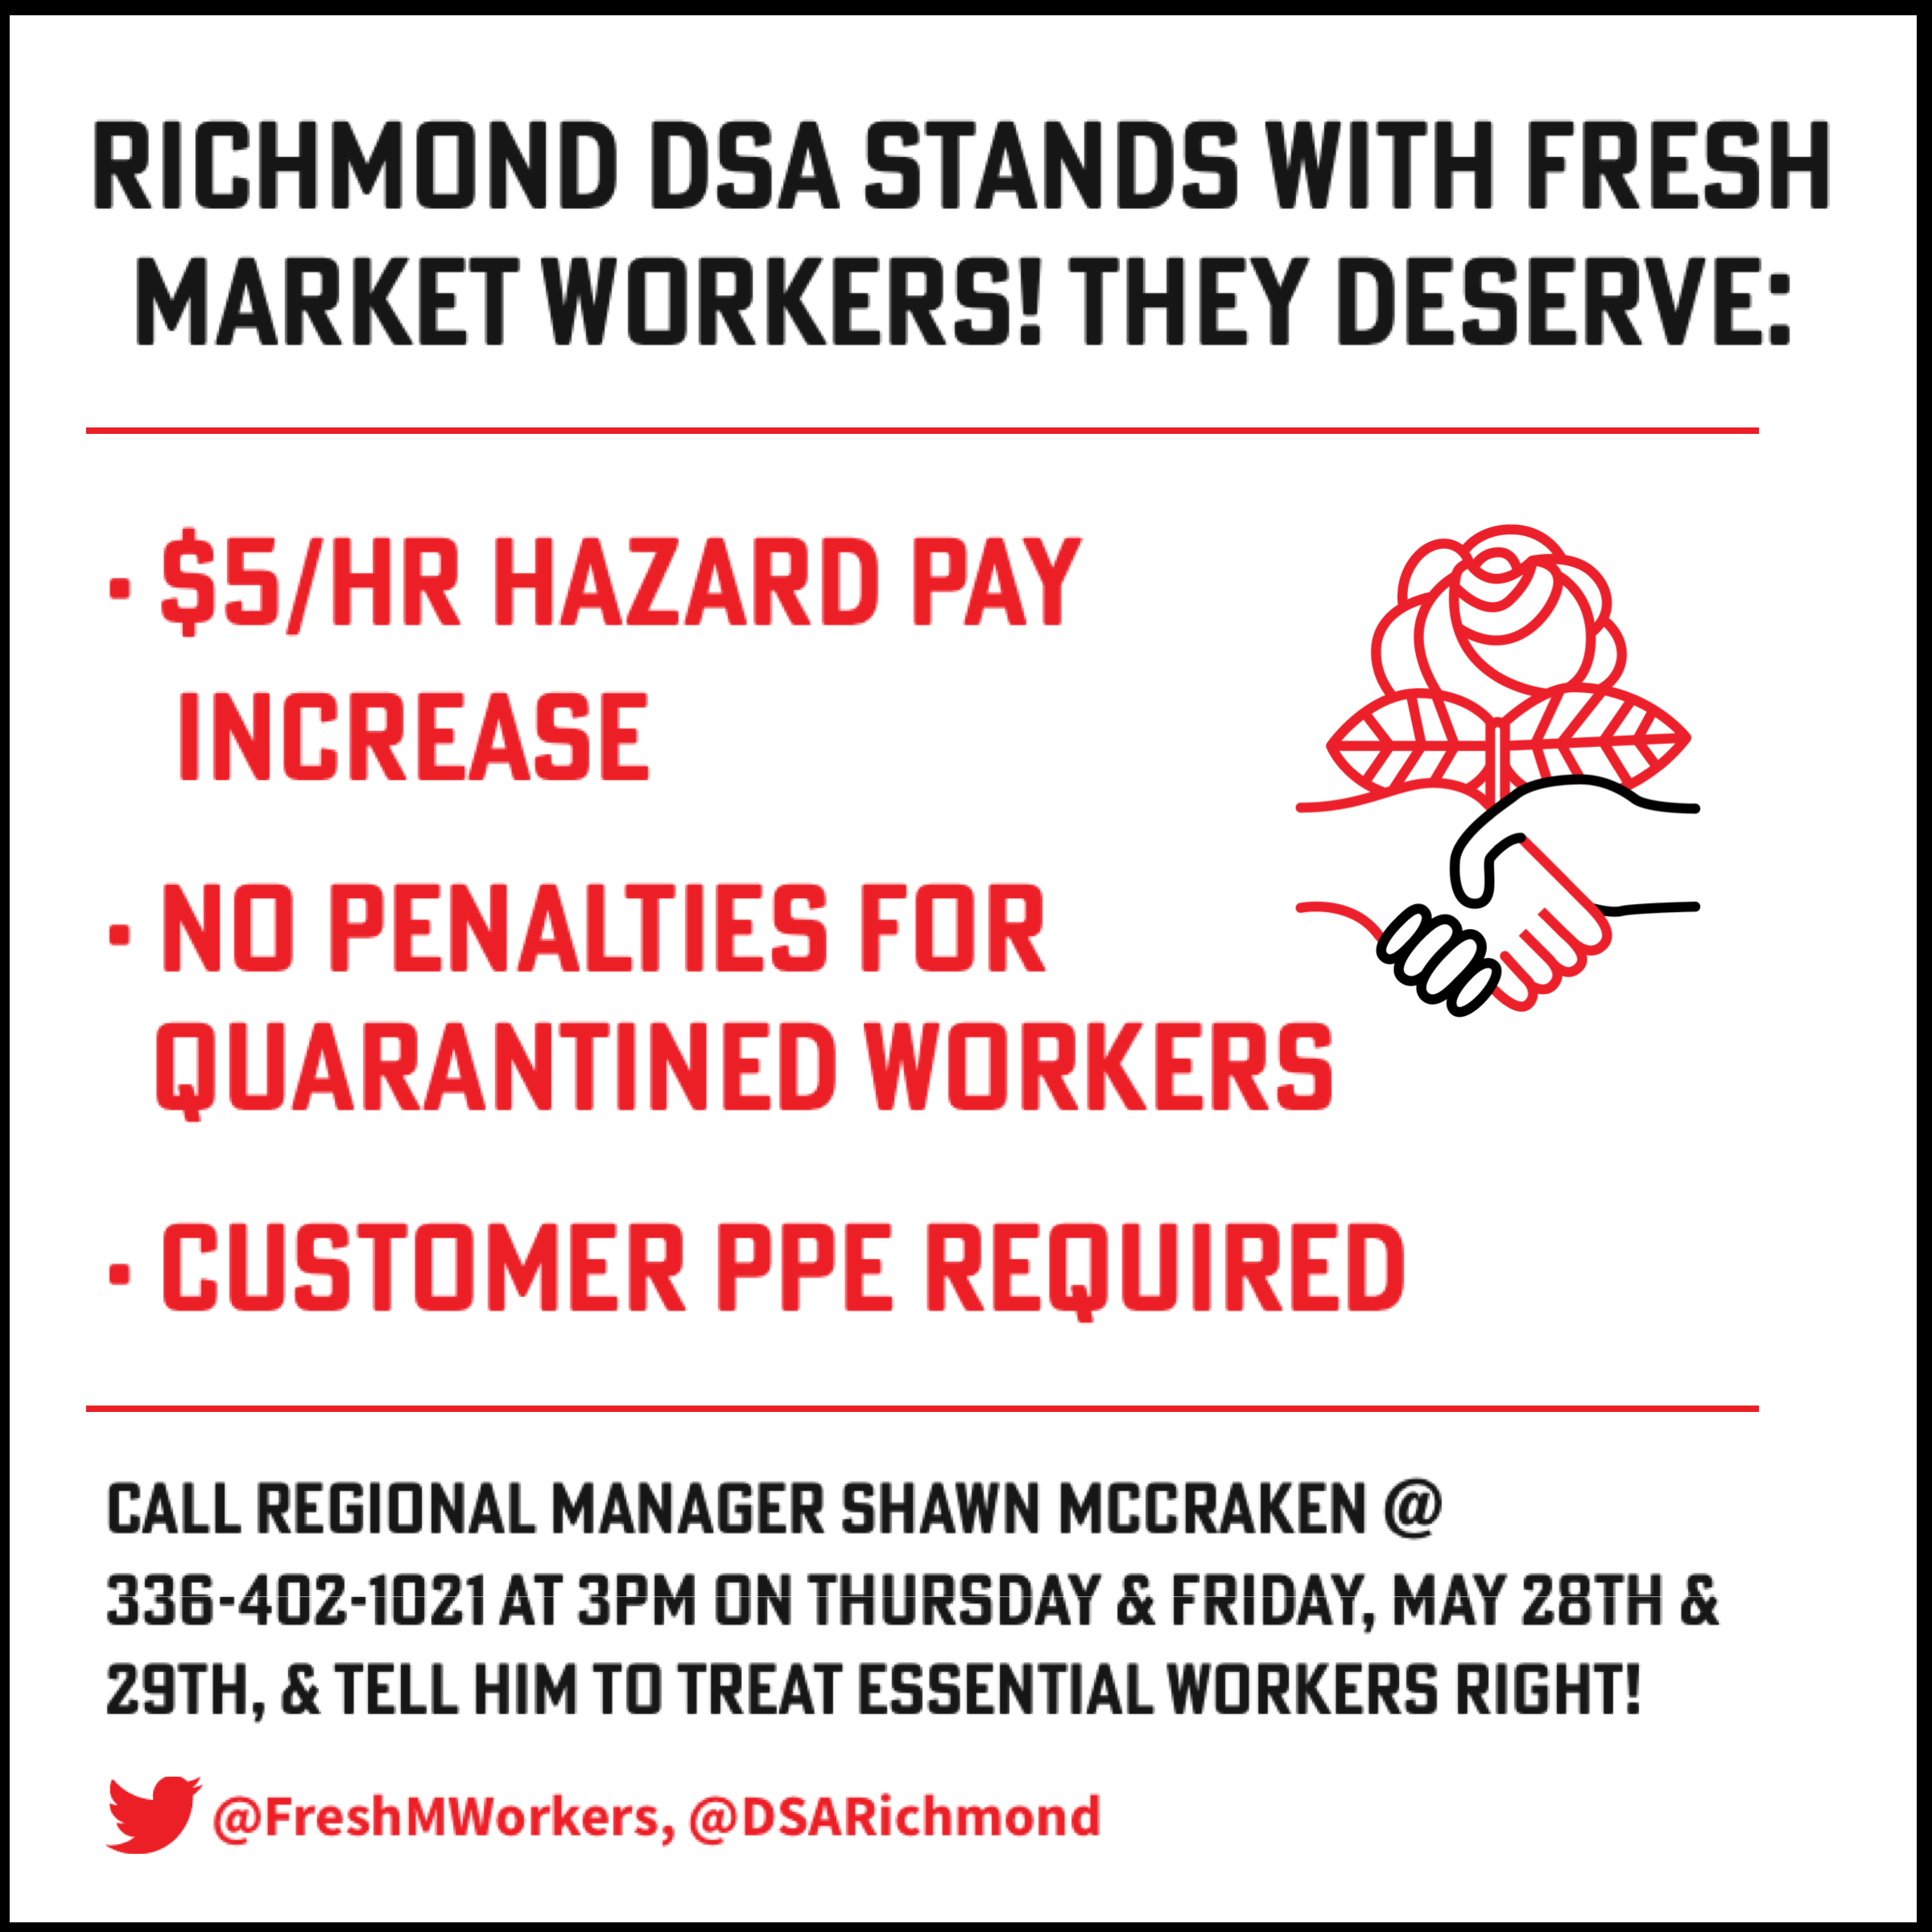 RICHMOND DSA STANDS WITH FRESH
MARKET WORKERS! THEY DESERVE:
· $5/HR HAZARD PAY
INCREASE
· NO PENALTIES FOR
QUARANTINED WORKERS
· CUSTOMER PPE REQUIRED
CALL REGIONAL MANAGER SHAWN MCCRAKEN @
336-402-1021 AT 3PM ON THURSDAY & FRIDAY, MAY 28TH &
29TH, & TELL HIM TO TREAT ESSENTIAL WORKERS RIGHT!
@FreshMWorkers, @DSARichmond